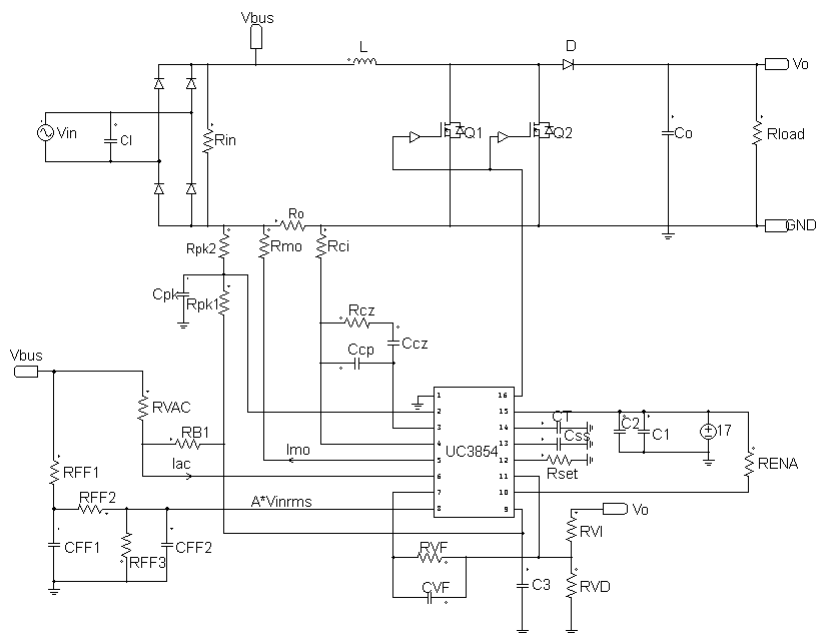 Vbus
L
D
Vo
Vin
CI
Rin
Q1
Q2
Co
Rload
Ro
GND
Rpk2
Rmo
Rci
Cpk
Rpk1
Rcz
Ccz
Ccp
Vbus
RVAC
RB1
Imo
Iac
1
2
3
4
5
6
7
8
UC3854
16
15
14
13
12
11
10
9
CT
Css
Rset
C2
C1
17
RENA
RFF1
RFF2
A*Vinrms
Vo
CFF1
RFF3
CFF2
RVF
CVF
C3
RVI
RVD